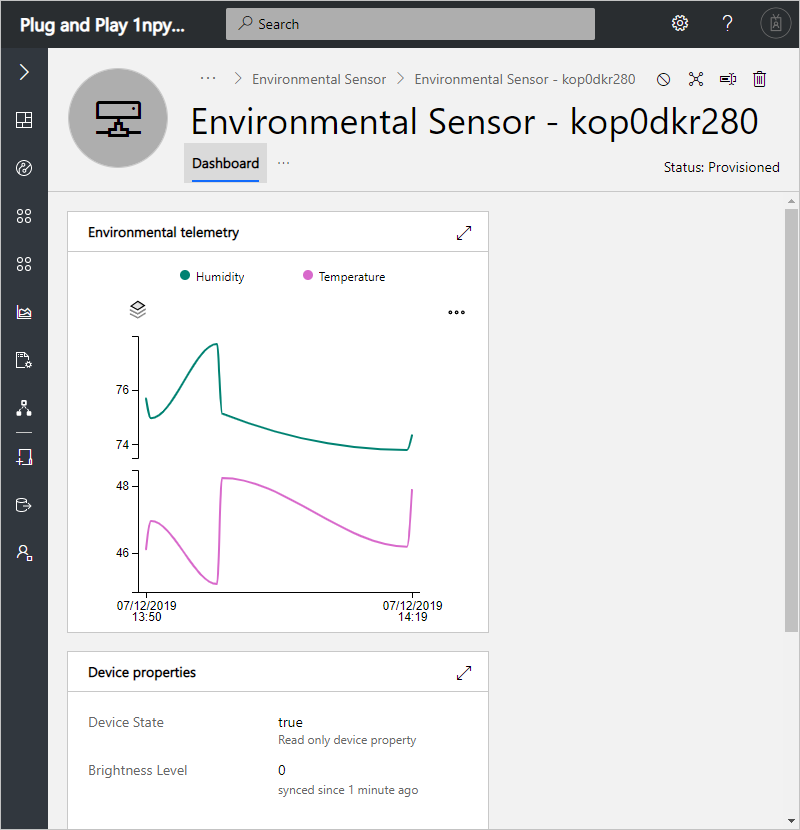 Plug and Play 1npy...
Search
?
... > Environmental Sensor > Environmental Sensor - kop0dkr280
Environmental Sensor - kop0dkr280
Dashboard ...
Status: Provisioned
Environmental telemetry
Humidity Temperature
76
74
48
46
07/12/2019 07/12/2019
13:50 14:19
Device properties
Device State true
Read only device property
Brightness Level 0
synced since 1 minute ago